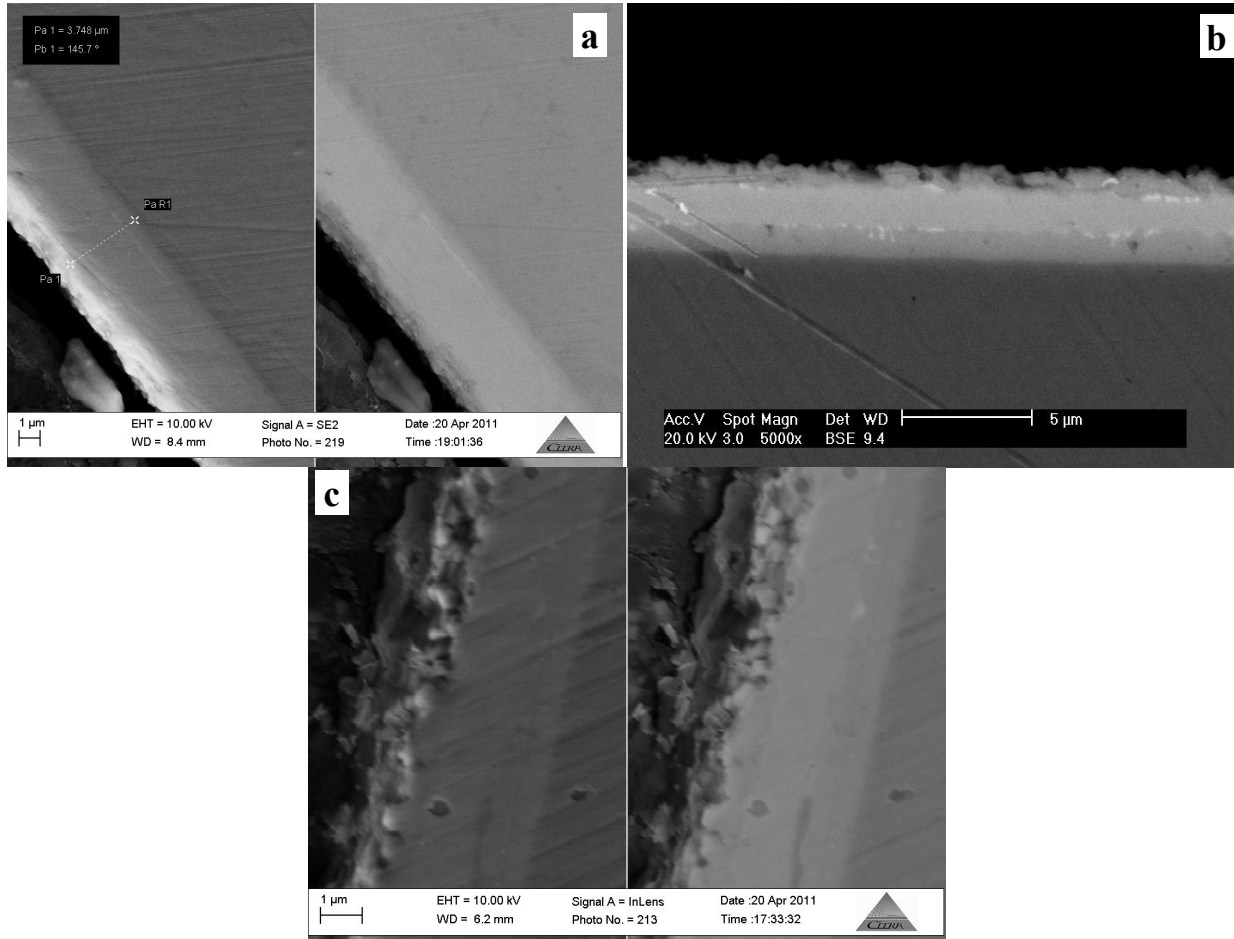 Pa 1 = 3.748 µm
Pb 1 = 145.7 º
a
Pa R1
Pa 1
1 µm
EHT = 10.00 kV
WD = 8.4 mm
Signal A = SE2
Photo No. = 219
Date :20 Apr 2011
Time :19:01:36
CLTRA
b
Acc.V Spot Magn Det WD
20.0 kV 3.0 5000x BSE 9.4
5 µm
c
1 µm
EHT = 10.00 kV
WD = 6.2 mm
Signal A = InLens
Photo No. = 213
Date :20 Apr 2011
Time :17:33:32